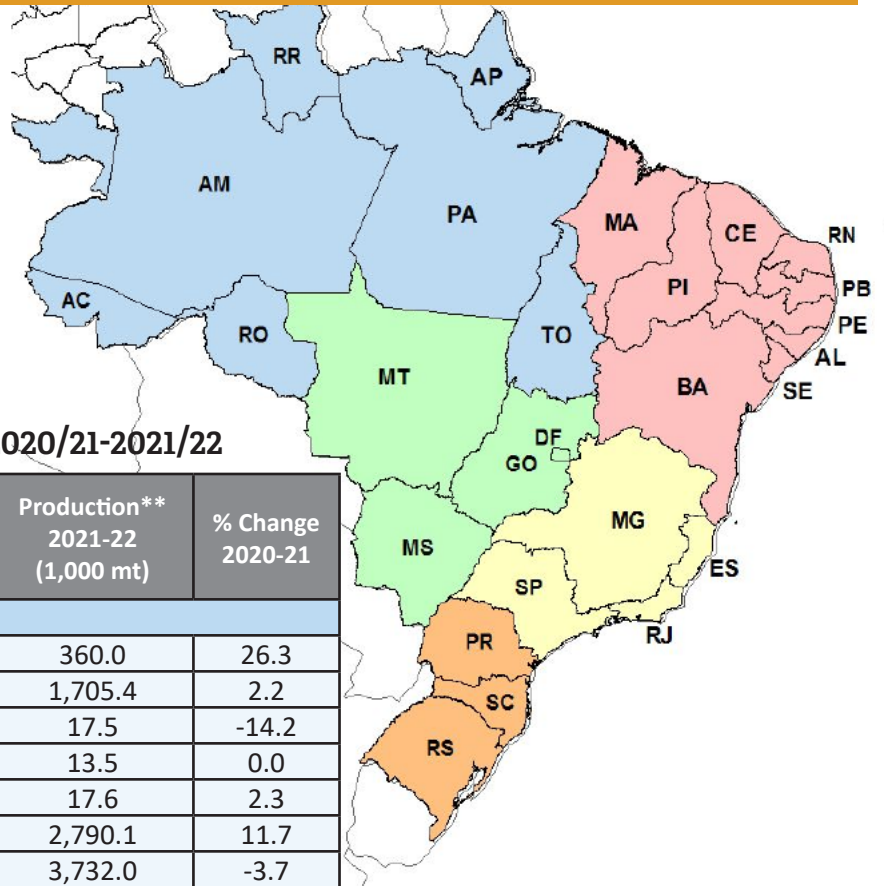 RR
AP
AM
PA
MA
CE
RN
PI
PB
AC
PE
RO
TO
AL
MT
BA
SE
DF
GO
MG
MS
ES
SP
RJ
PR
SC
RS
020/21-2021/22
Production** 2021-22 (1,000 mt) % Change 2020-21
360.0 26.3
1,705.4 2.2
17.5 -14.2
13.5 0.0
17.6 2.3
2,790.1 11.7
3,732.0 -3.7